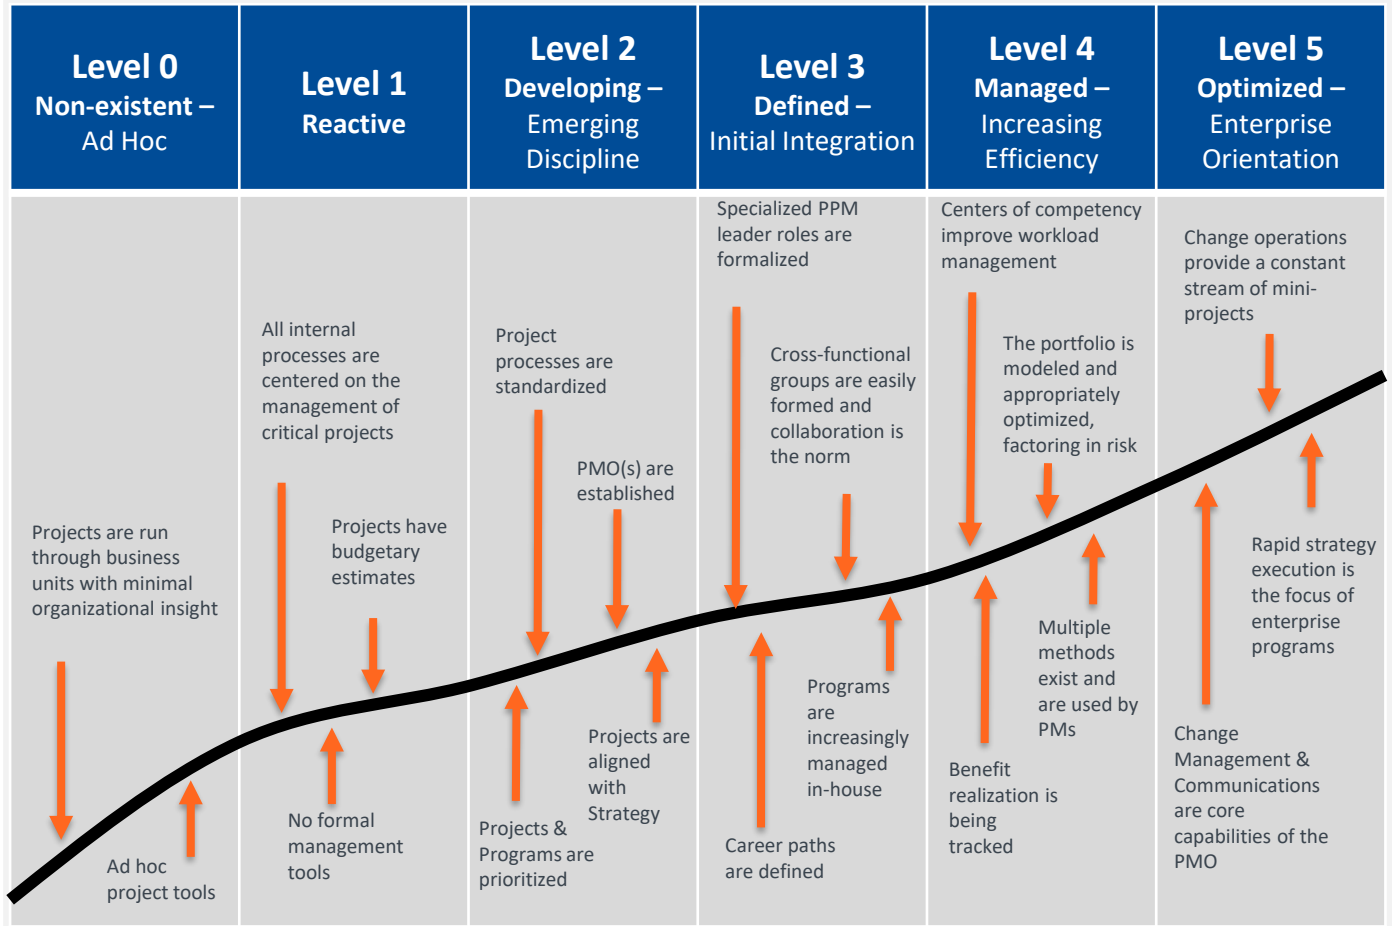 Level 0
Non-existent –
Ad Hoc
Level 1
Reactive
Level 2
Developing –
Emerging
Discipline
Level 3
Defined –
Initial Integration
Level 4
Managed –
Increasing
Efficiency
Level 5
Optimized –
Enterprise
Orientation
Projects are run
through business
units with minimal
organizational insight
Ad hoc
project tools
All internal
processes are
centered on the
management of
critical projects
Projects have
budgetary
estimates
No formal
management
tools
Project
processes are
standardized
PMO(s) are
established
Projects are
aligned
with
Strategy
Projects &
Programs are
prioritized
Specialized PPM
leader roles are
formalized
Cross-functional
groups are easily
formed and
collaboration is
the norm
Programs
are
increasingly
managed
in-house
Career paths
are defined
Centers of competency
improve workload
management
The portfolio is
modeled and
appropriately
optimized,
factoring in risk
Multiple
methods
exist and
are used by
PMs
Benefit
realization is
being
tracked
Change operations
provide a constant
stream of mini-
projects
Rapid strategy
execution is
the focus of
enterprise
programs
Change
Management &
Communications
are core
capabilities of the
PMO